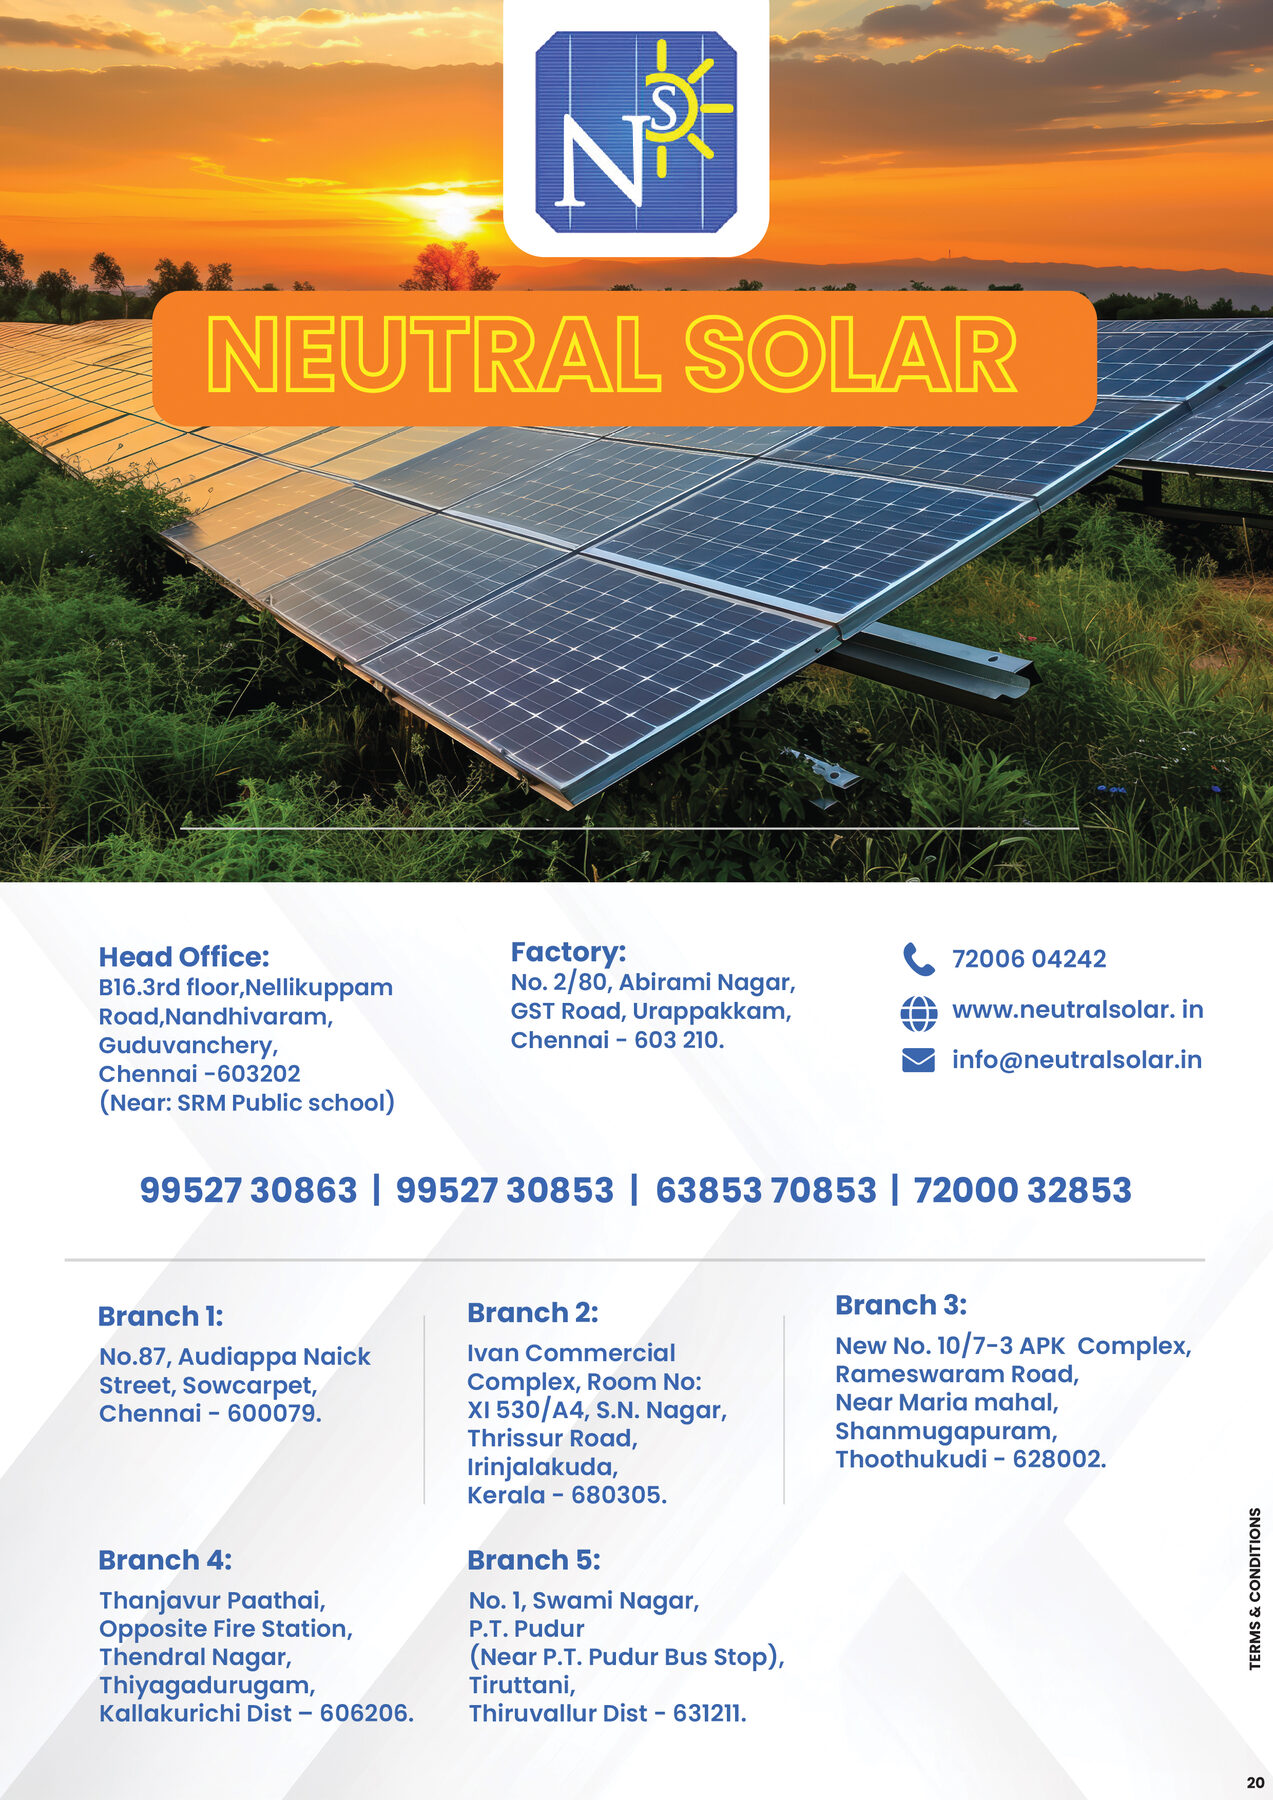 NS
NEUTRAL SOLAR
Head Office:
B16.3rd floor,Nellikuppam
Road,Nandhivaram,
Guduvanchery,
Chennai -603202
(Near: SRM Public school)
Factory:
No. 2/80, Abirami Nagar,
GST Road, Urappakkam,
Chennai - 603 210.
72006 04242
www.neutralsolar. in
info@neutralsolar.in
99527 30863 | 99527 30853 | 63853 70853 | 72000 32853
Branch 1:
No.87, Audiappa Naick
Street, Sowcarpet,
Chennai - 600079.
Branch 2:
Ivan Commercial
Complex, Room No:
XI 530/A4, S.N. Nagar,
Thrissur Road,
Irinjalakuda,
Kerala - 680305.
Branch 3:
New No. 10/7-3 APK  Complex,
Rameswaram Road,
Near Maria mahal,
Shanmugapuram,
Thoothukudi - 628002.
Branch 4:
Thanjavur Paathai,
Opposite Fire Station,
Thendral Nagar,
Thiyagadurugam,
Kallakurichi Dist – 606206.
Branch 5:
No. 1, Swami Nagar,
P.T. Pudur
(Near P.T. Pudur Bus Stop),
Tiruttani,
Thiruvallur Dist - 631211.
TERMS & CONDITIONS
20